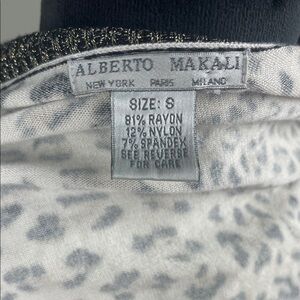 ALBERTO MAKALI
NEW YORK PARIS MILANO
SIZE: S
81% RAYON
12% NYLON
7% SPANDEX
SEE REVERSE
FOR CARE